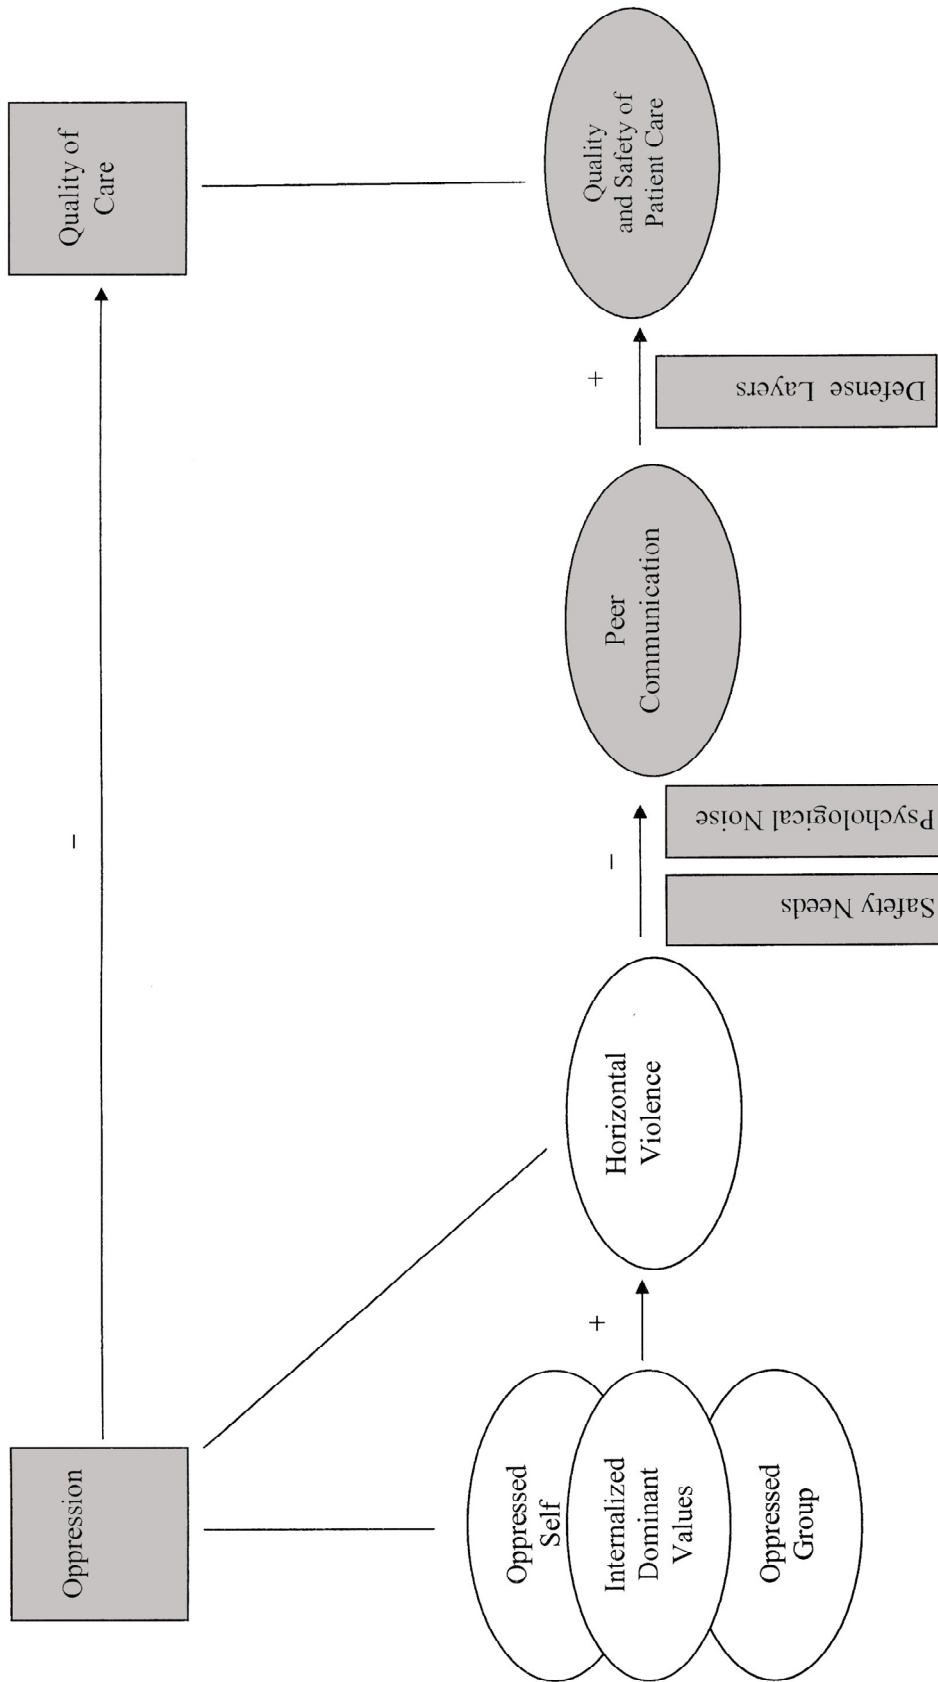 Oppression
–
Quality of
Care
Oppressed
Self
Internalized
Dominant
Values
Oppressed
Group
+
Horizontal
Violence
–
Safety Needs
Psychological Noise
Peer
Communication
+
Defense Layers
Quality
and Safety of
Patient Care